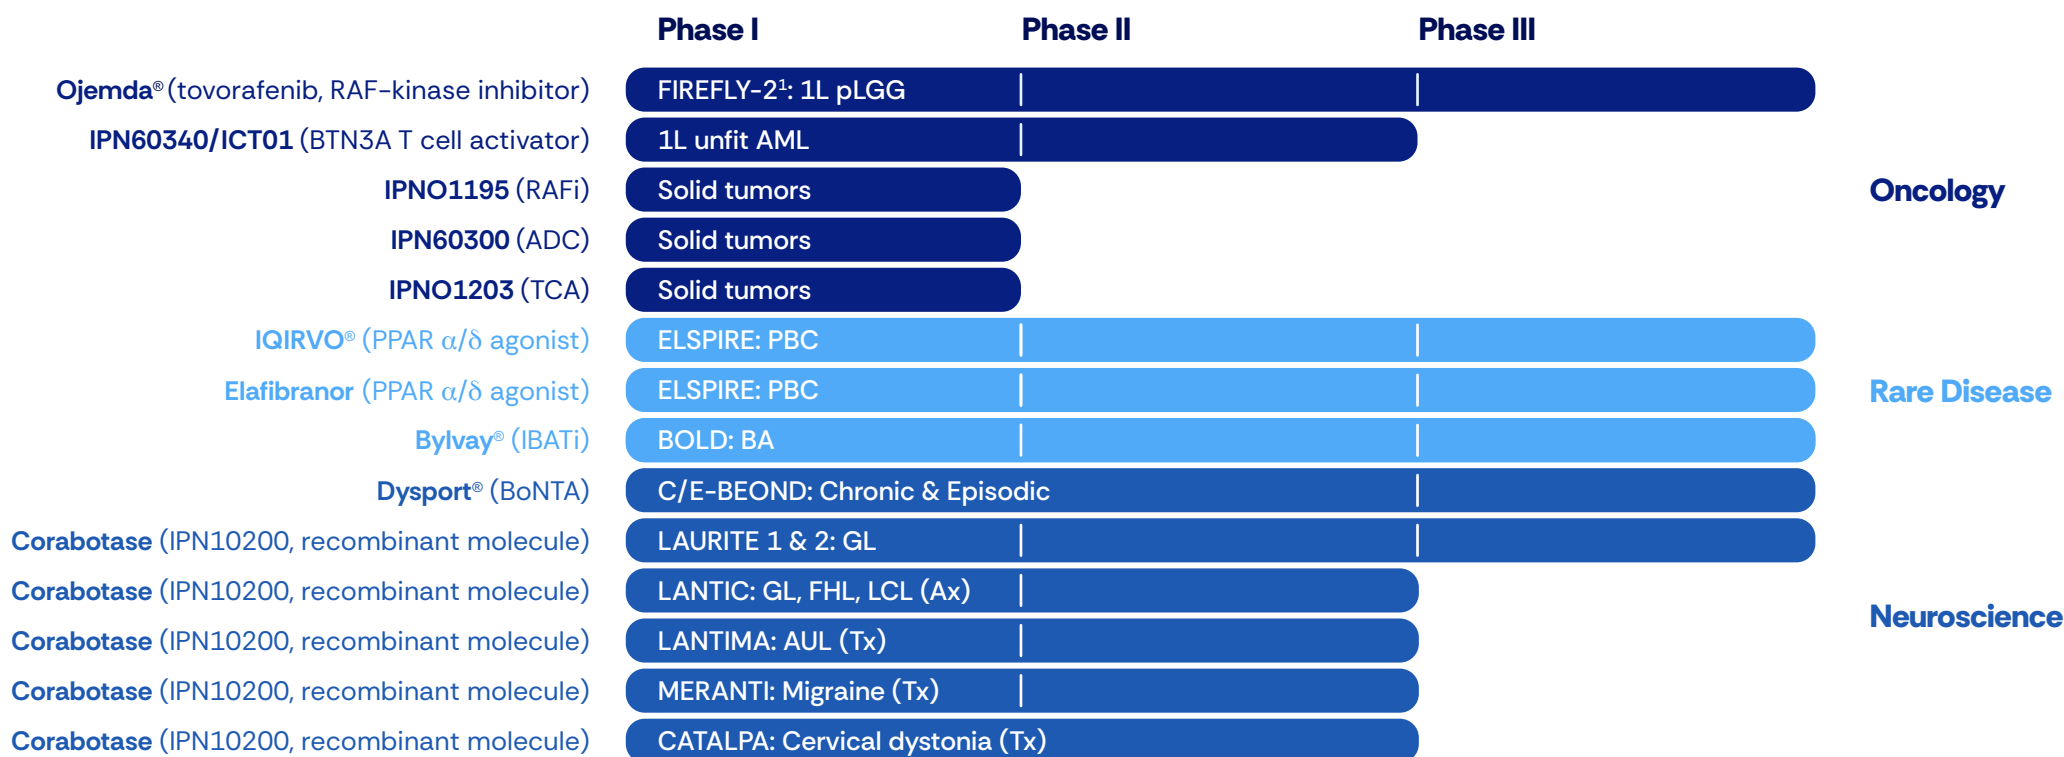 Phase I Phase II Phase III
Ojemda® (tovorafenib, RAF-kinase inhibitor) FIREFLY-2¹: 1L pLGG
IPN60340/ICT01 (BTN3A T cell activator) 1L unfit AML
IPNO1195 (RAFi) Solid tumors
Oncology
IPN60300 (ADC) Solid tumors
IPNO1203 (TCA) Solid tumors
IQIRVO® (PPAR α/δ agonist) ELSPIRE: PBC
Elafibranor (PPAR α/δ agonist) ELSPIRE: PBC
Rare Disease
Bylvay® (IBATi) BOLD: BA
Dysport® (BoNTA) C/E-BEOND: Chronic & Episodic
Corabotase (IPN10200, recombinant molecule) LAURITE 1 & 2: GL
Corabotase (IPN10200, recombinant molecule) LANTIC: GL, FHL, LCL (Ax)
Neuroscience
Corabotase (IPN10200, recombinant molecule) LANTIMA: AUL (Tx)
Corabotase (IPN10200, recombinant molecule) MERANTI: Migraine (Tx)
Corabotase (IPN10200, recombinant molecule) CATALPA: Cervical dystonia (Tx)